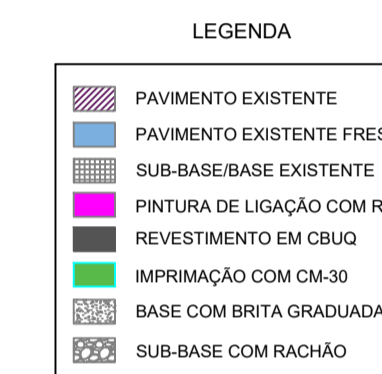 LEGENDA
PAVIMENTO EXISTENTE
PAVIMENTO EXISTENTE
SUB-BASE/BASE EXISTENTE
PINTURA DE LIGAÇÃO COM
REVESTIMENTO EM CBUQ
IMPRIMAÇÃO COM CM-30
BASE COM BRITA GRADUADA
SUB-BASE COM RACHÃO